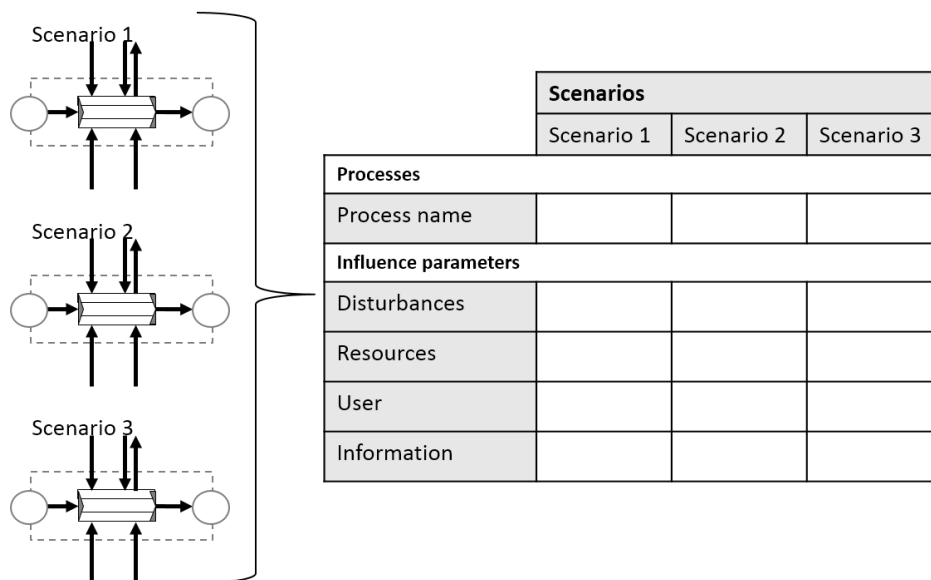 Scenario 1
Scenario 2
Scenario 3
Scenarios
Scenario 1 Scenario 2 Scenario 3
Processes
Process name
Influence parameters
Disturbances
Resources
User
Information